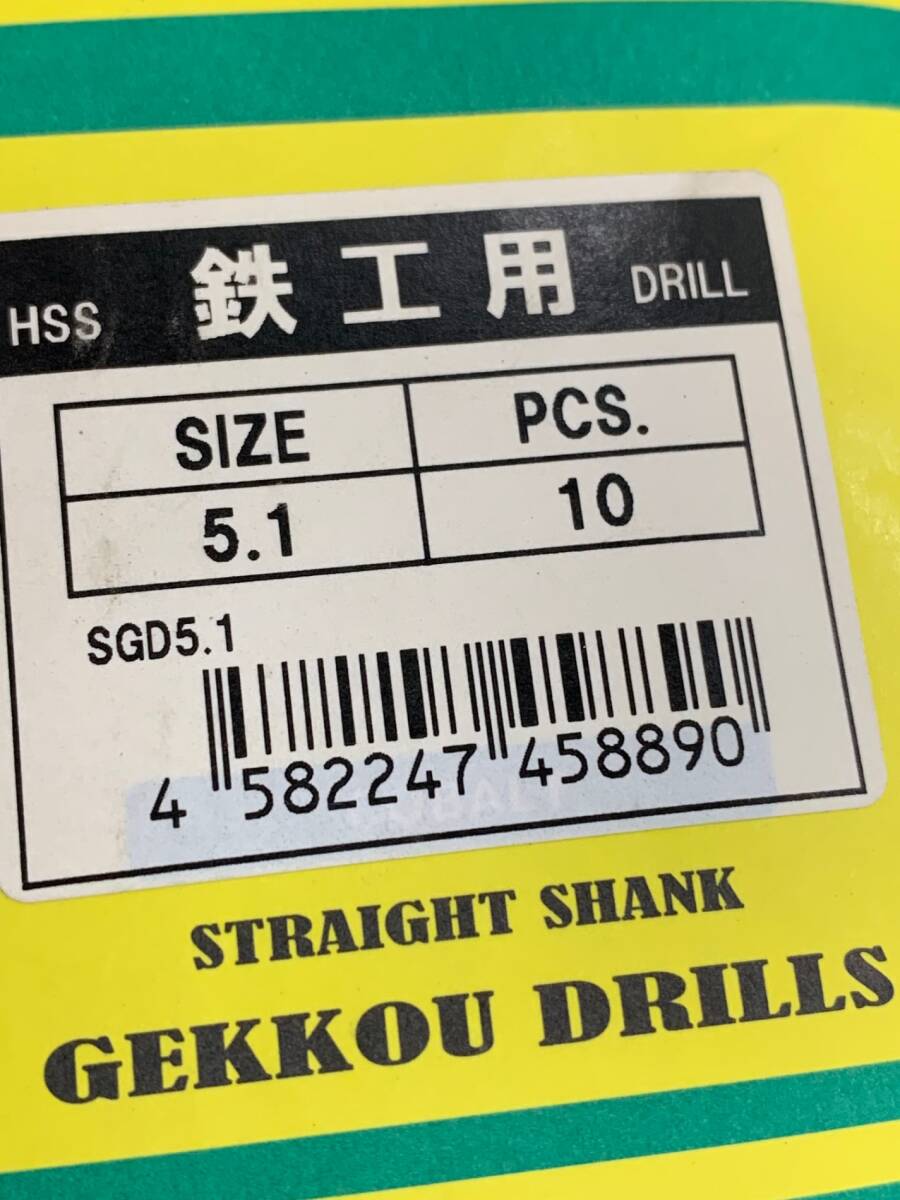 HSS 鉄工用 DRILL
SIZE PCS.
5.1 10
SGD5.1
4 582247 458890
STRAIGHT SHANK
GEKKOU DRILLS